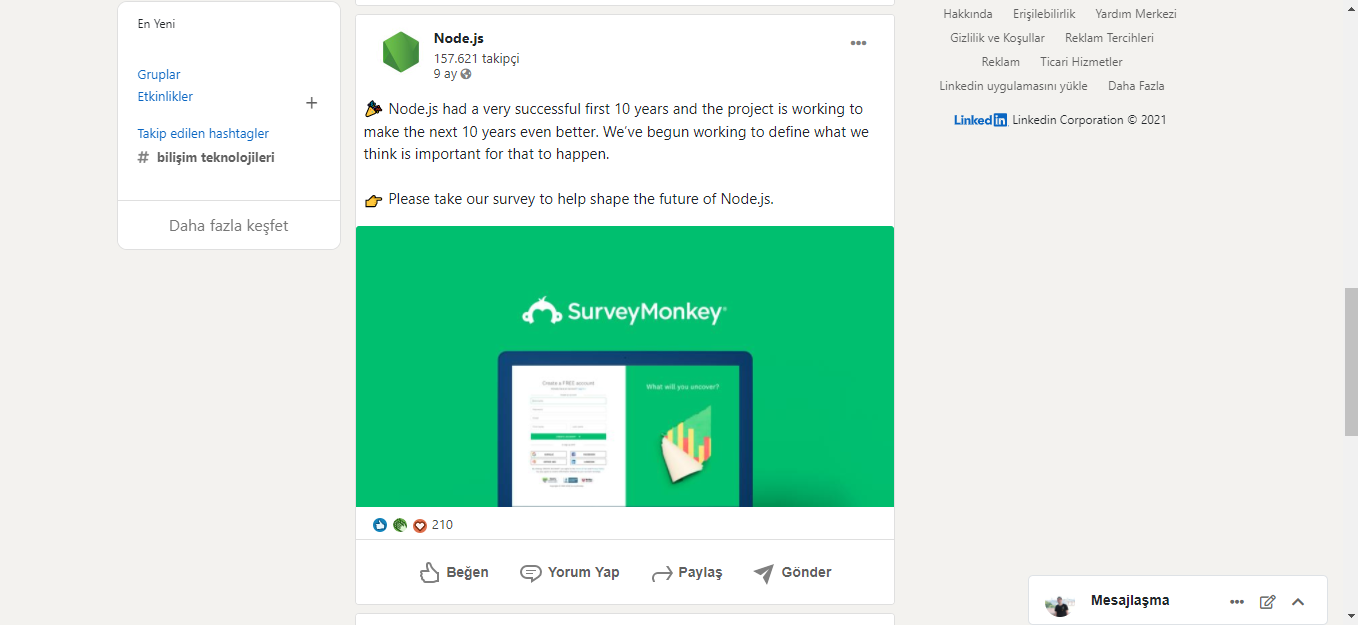 En Yeni
Gruplar
Etkinlikler
Takip edilen hashtagler
# bilişim teknolojileri
Daha fazla keşfet
Node.js
157.621 takipçi
9 ay
Node.js had a very successful first 10 years and the project is working to
make the next 10 years even better. We’ve begun working to define what we
think is important for that to happen.
Please take our survey to help shape the future of Node.js.
SurveyMonkey
Create a FREE account
What will you uncover?
210
Beğen
Yorum Yap
Paylaş
Gönder
Hakkında Erişilebilirlik Yardım Merkezi
Gizlilik ve Koşullar Reklam Tercihleri
Reklam Ticari Hizmetler
Linkedin uygulamasını yükle Daha Fazla
Linkedin Linkedin Corporation © 2021
Mesajlaşma